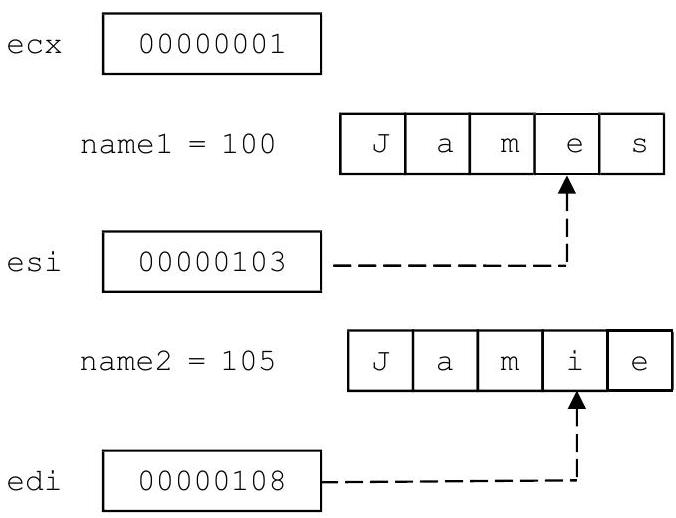 ecx 00000001
name1 = 100 J a m e s
esi 00000103
name2 = 105 J a m i e
edi 00000108